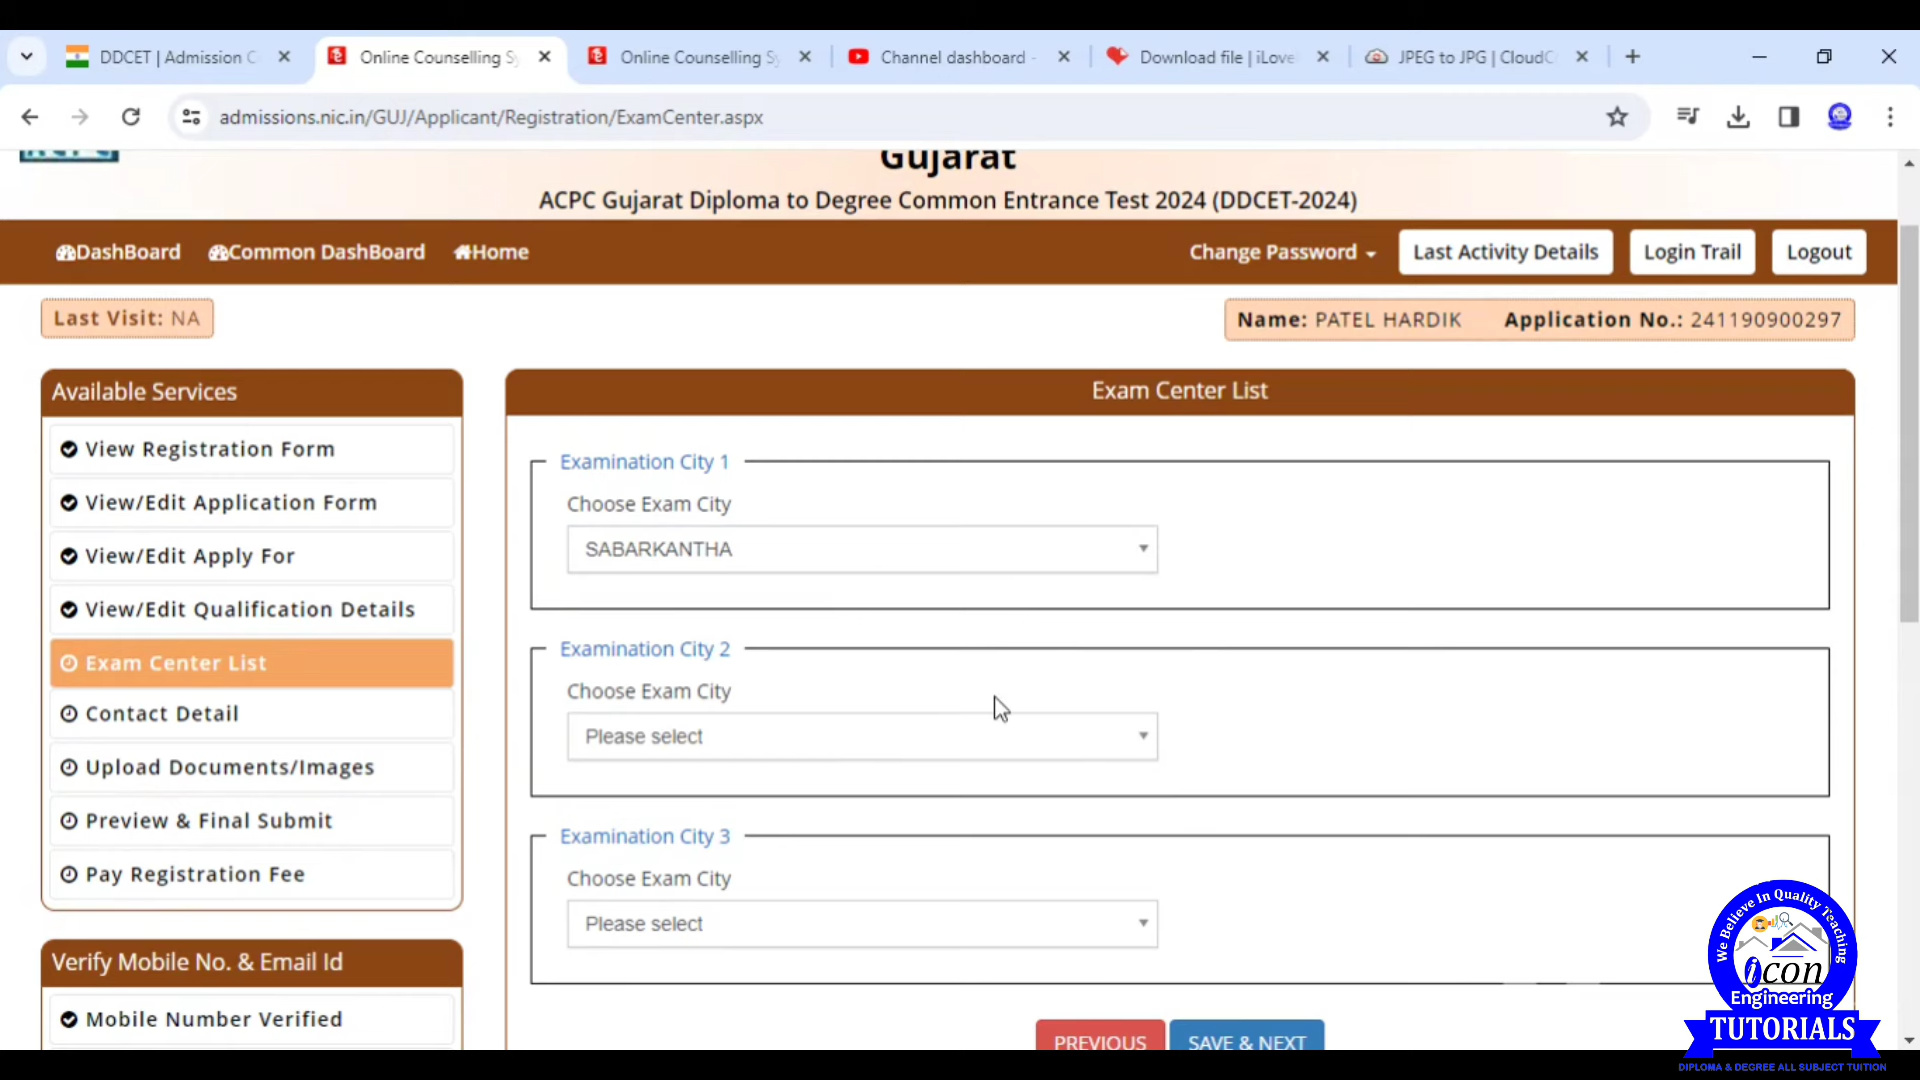 DDCET | Admission C
Online Counselling Sy
Online Counselling Sy
Channel dashboard -
Download file | iLove
JPEG to JPG | CloudC
admissions.nic.in/GUJ/Applicant/Registration/ExamCenter.aspx
Gujarat
ACPC Gujarat Diploma to Degree Common Entrance Test 2024 (DDCET-2024)
DashBoard
Common DashBoard
Home
Change Password
Last Activity Details
Login Trail
Logout
Last Visit: NA
Name: PATEL HARDIK Application No.: 241190900297
Available Services
View Registration Form
View/Edit Application Form
View/Edit Apply For
View/Edit Qualification Details
Exam Center List
Contact Detail
Upload Documents/Images
Preview & Final Submit
Pay Registration Fee
Verify Mobile No. & Email Id
Mobile Number Verified
Exam Center List
Examination City 1
Choose Exam City
SABARKANTHA
Examination City 2
Choose Exam City
Please select
Examination City 3
Choose Exam City
Please select
PREVIOUS
SAVE & NEXT
We Believe In Quality Teaching
icon
Engineering
TUTORIALS
DIPLOMA & DEGREE ALL SUBJECT TUITION